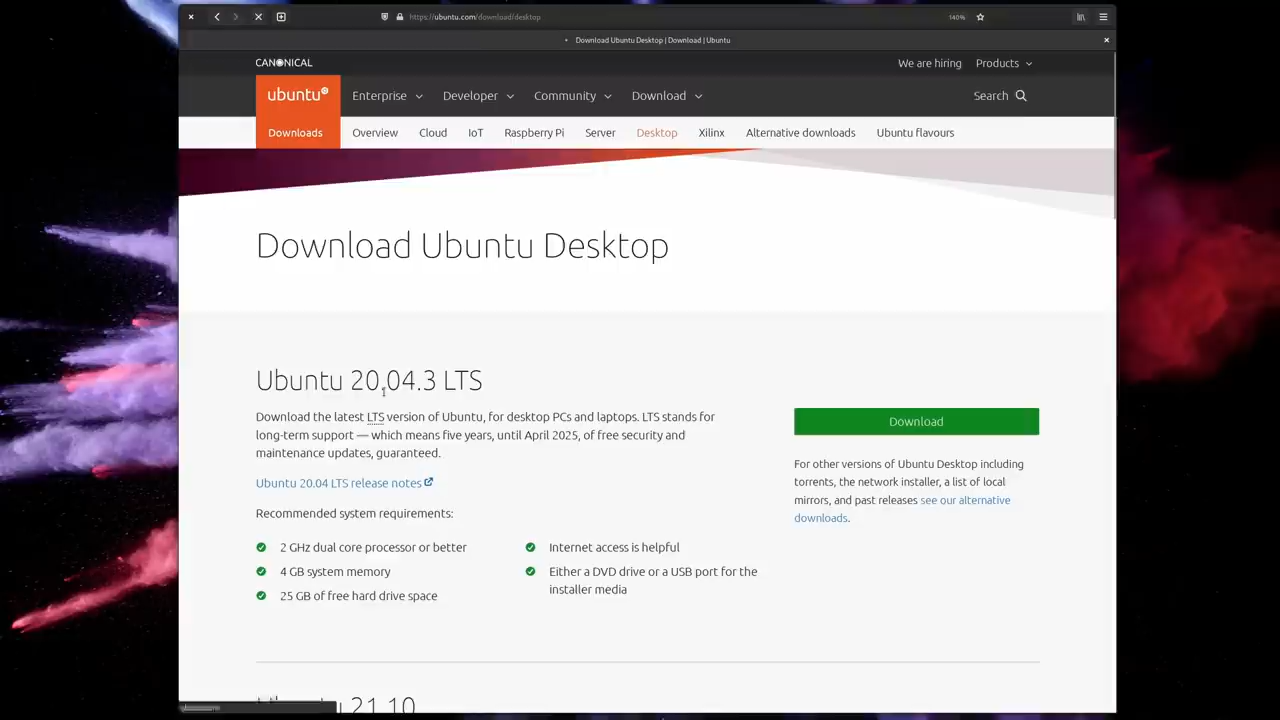 https://ubuntu.com/download/desktop
140%
Download Ubuntu Desktop | Download | Ubuntu
CANONICAL
We are hiring
Products
ubuntu
Enterprise
Developer
Community
Download
Search
Downloads
Overview
Cloud
IoT
Raspberry Pi
Server
Desktop
Xilinx
Alternative downloads
Ubuntu flavours
Download Ubuntu Desktop
Ubuntu 20.04.3 LTS
Download the latest LTS version of Ubuntu, for desktop PCs and laptops. LTS stands for
long-term support — which means five years, until April 2025, of free security and
maintenance updates, guaranteed.
Ubuntu 20.04 LTS release notes
Recommended system requirements:
2 GHz dual core processor or better
4 GB system memory
25 GB of free hard drive space
Internet access is helpful
Either a DVD drive or a USB port for the
installer media
Download
For other versions of Ubuntu Desktop including
torrents, the network installer, a list of local
mirrors, and past releases see our alternative
downloads.
21.10